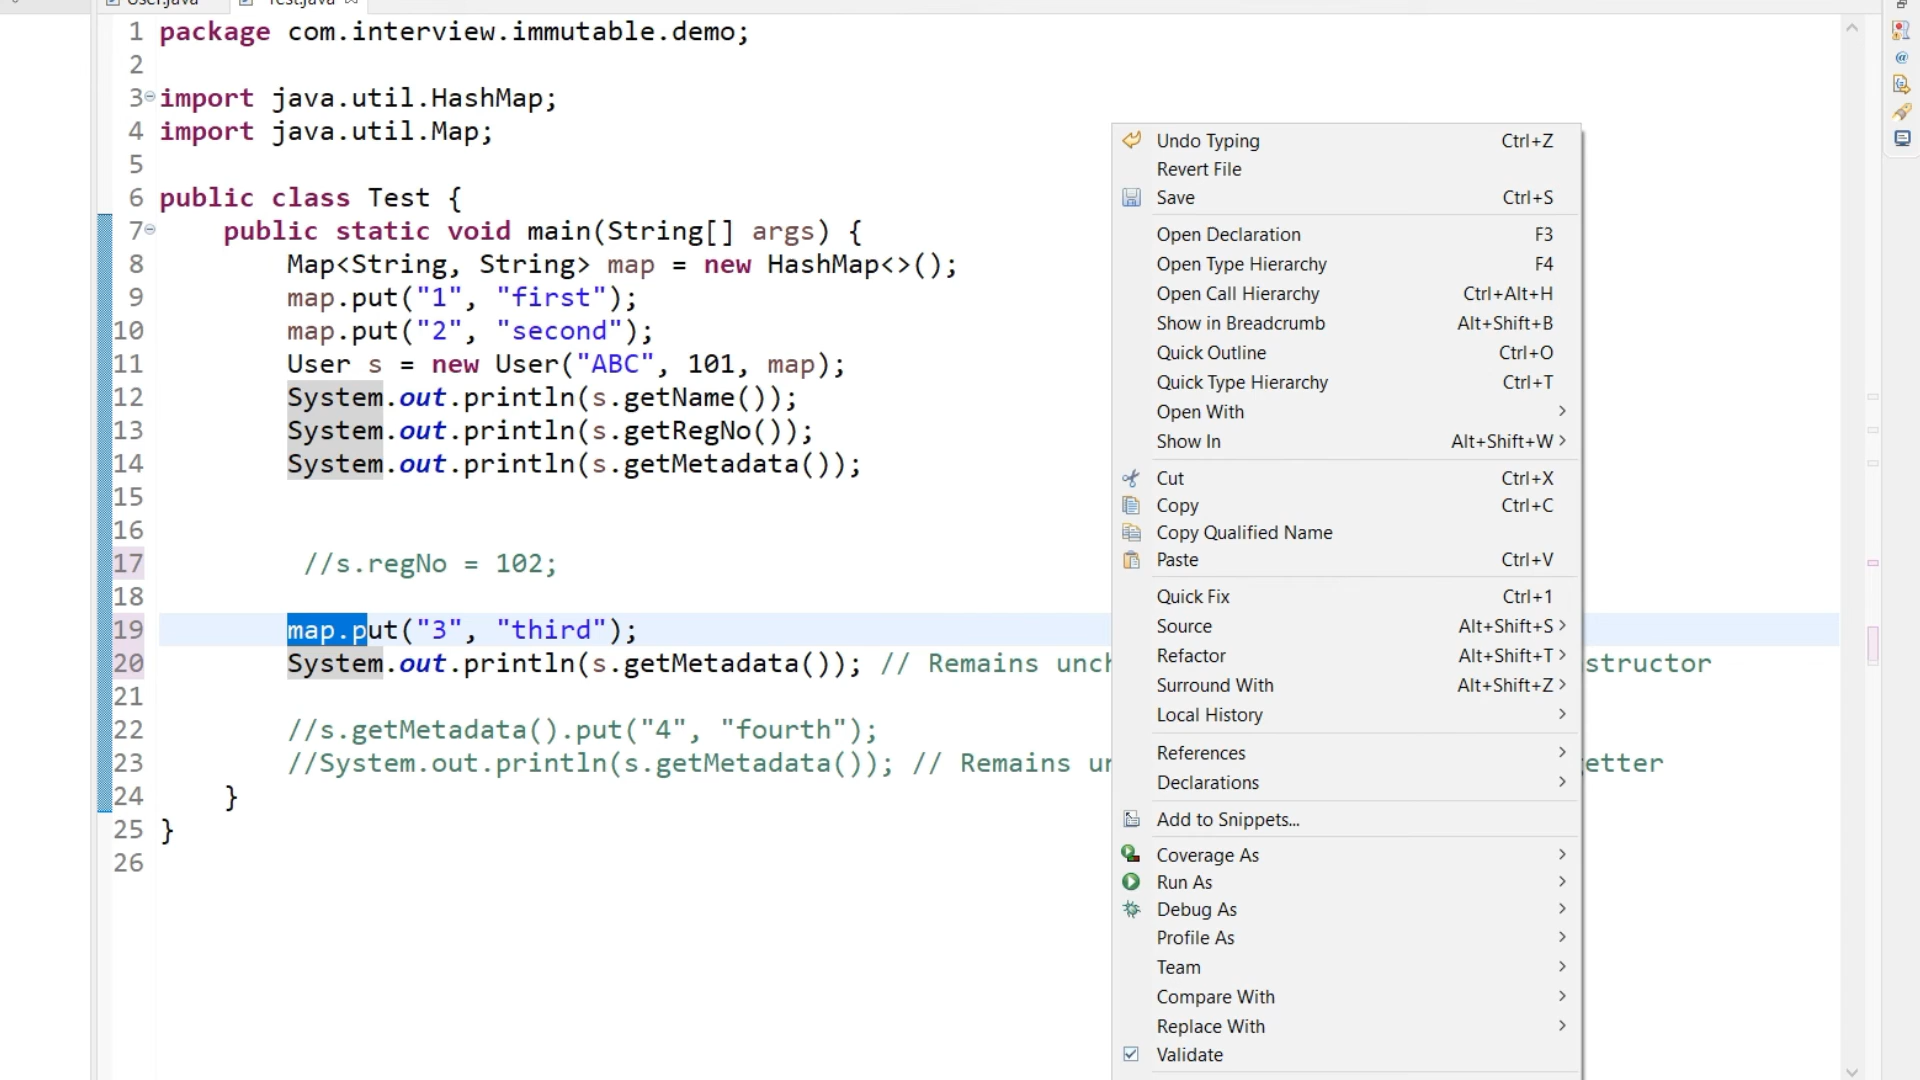 User.java
Test.java
1 package com.interview.immutable.demo;
2
3 import java.util.HashMap;
4 import java.util.Map;
5
6 public class Test {
7 public static void main(String[] args) {
8 Map<String, String> map = new HashMap<>();
9 map.put("1", "first");
10 map.put("2", "second");
11 User s = new User("ABC", 101, map);
12 System.out.println(s.getName());
13 System.out.println(s.getRegNo());
14 System.out.println(s.getMetadata());
15
16
17 //s.regNo = 102;
18
19 map.put("3", "third");
20 System.out.println(s.getMetadata()); // Remains unch structor
21
22 //s.getMetadata().put("4", "fourth");
23 //System.out.println(s.getMetadata()); // Remains un etter
24 }
25 }
26
Undo Typing Ctrl+Z
Revert File
Save Ctrl+S
Open Declaration F3
Open Type Hierarchy F4
Open Call Hierarchy Ctrl+Alt+H
Show in Breadcrumb Alt+Shift+B
Quick Outline Ctrl+O
Quick Type Hierarchy Ctrl+T
Open With
Show In Alt+Shift+W
Cut Ctrl+X
Copy Ctrl+C
Copy Qualified Name
Paste Ctrl+V
Quick Fix Ctrl+1
Source Alt+Shift+S
Refactor Alt+Shift+T
Surround With Alt+Shift+Z
Local History
References
Declarations
Add to Snippets...
Coverage As
Run As
Debug As
Profile As
Team
Compare With
Replace With
Validate